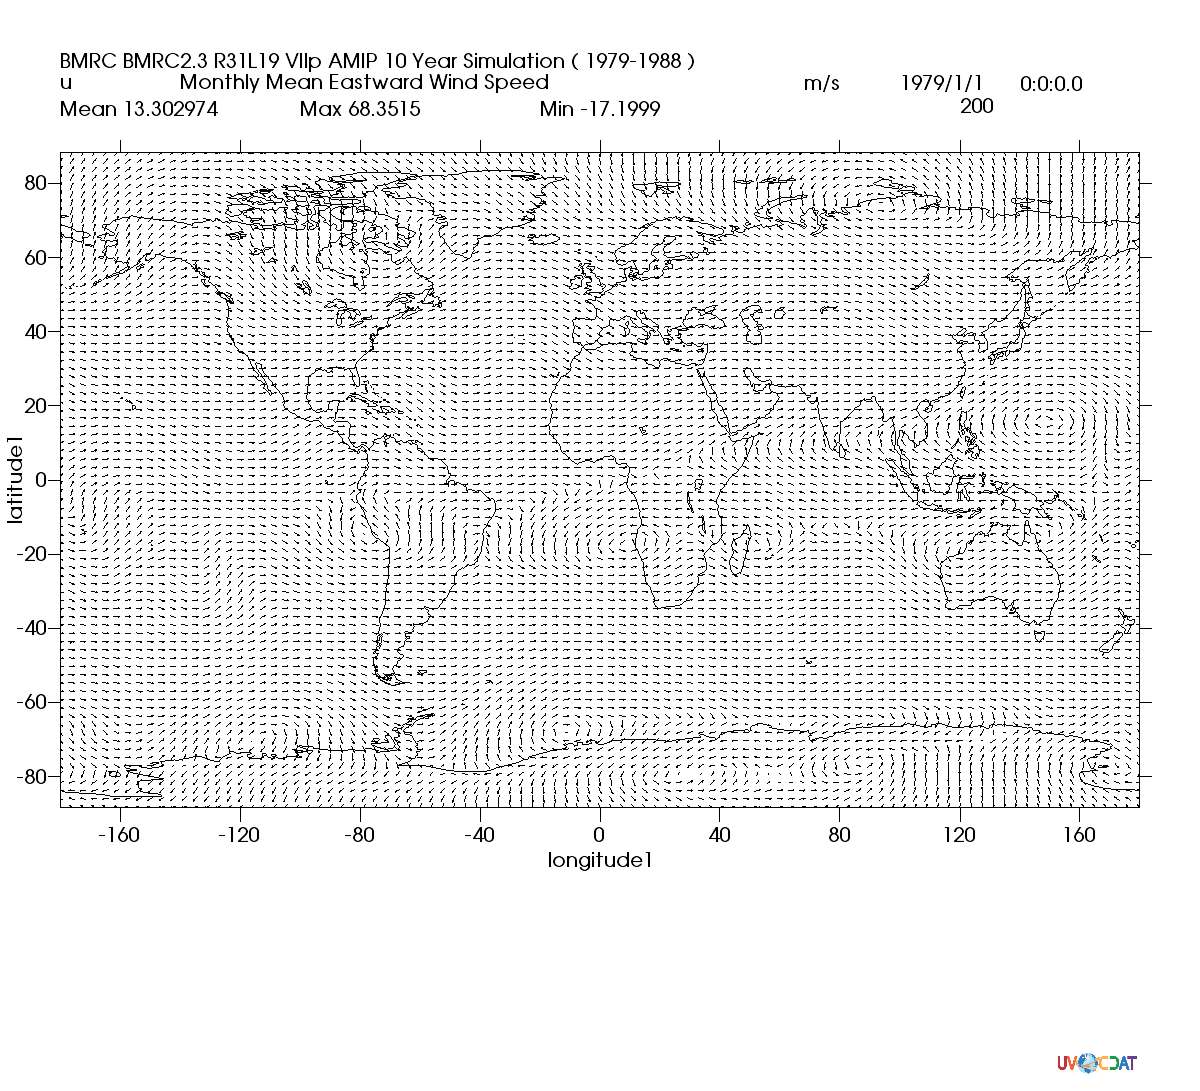 BMRC BMRC2.3 R31L19 VIIp AMIP 10 Year Simulation ( 1979-1988 )
u Monthly Mean Eastward Wind Speed m/s 1979/1/1 0:0:0.0
Mean 13.302974 Max 68.3515 Min -17.1999 200
80
60
40
20
0
-20
-40
-60
-80
latitude1
-160 -120 -80 -40 0 40 80 120 160
longitude1
UV CDAT